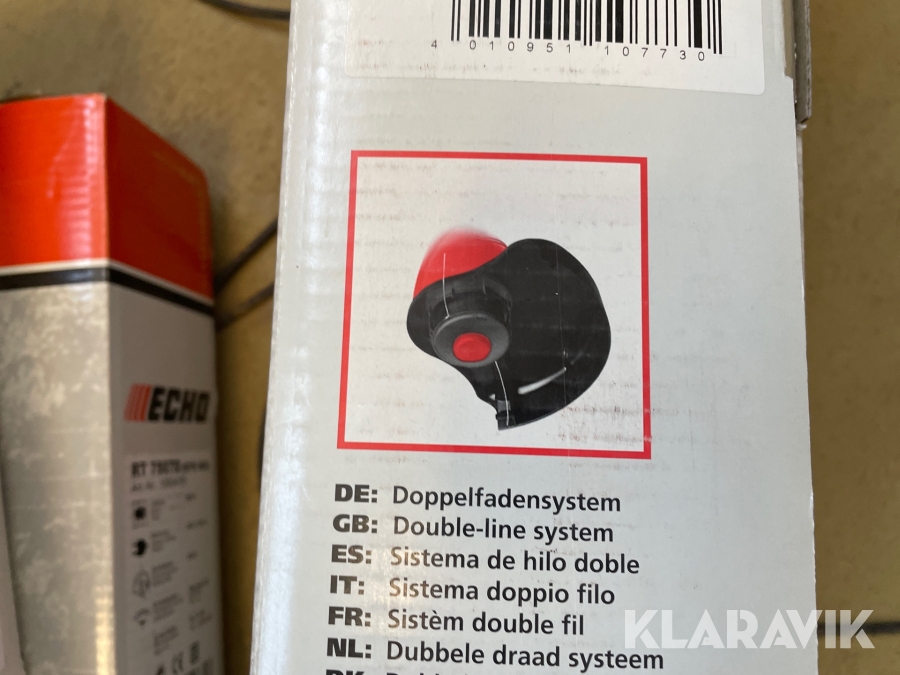 4 010951 107730
ECHO
DE: Doppelfadensystem
GB: Double-line system
ES: Sistema de hilo doble
IT: Sistema doppio filo
FR: Sistèm double fil
NL: Dubbele draad systeem
KLARAVIK